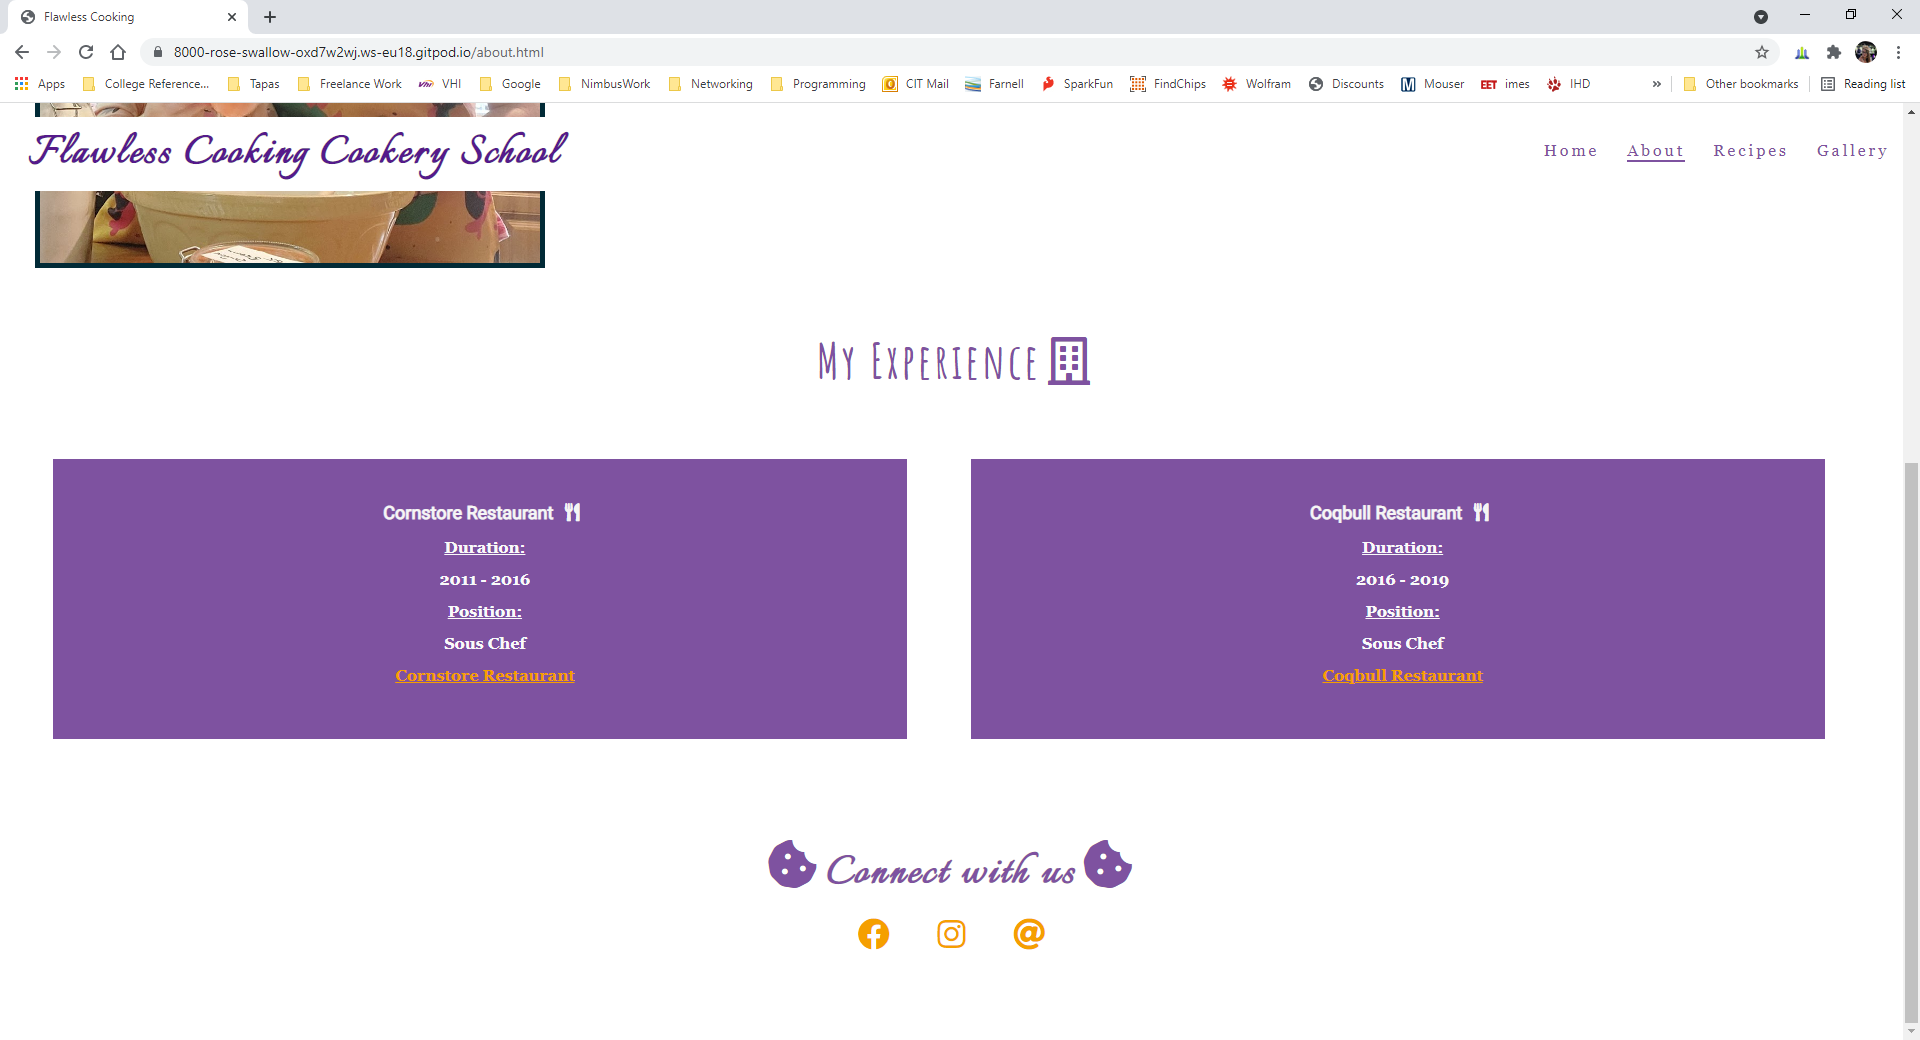 Flawless Cooking
8000-rose-swallow-oxd7w2wj.ws-eu18.gitpod.io/about.html
Apps College Reference... Tapas Freelance Work VHI Google NimbusWork Networking Programming CIT Mail Farnell SparkFun FindChips Wolfram Discounts Mouser EET imes IHD » Other bookmarks Reading list
Flawless Cooking Cookery School
Home About Recipes Gallery
My Experience
Cornstore Restaurant
Duration:
2011 - 2016
Position:
Sous Chef
Cornstore Restaurant
Coqbull Restaurant
Duration:
2016 - 2019
Position:
Sous Chef
Coqbull Restaurant
Connect with us